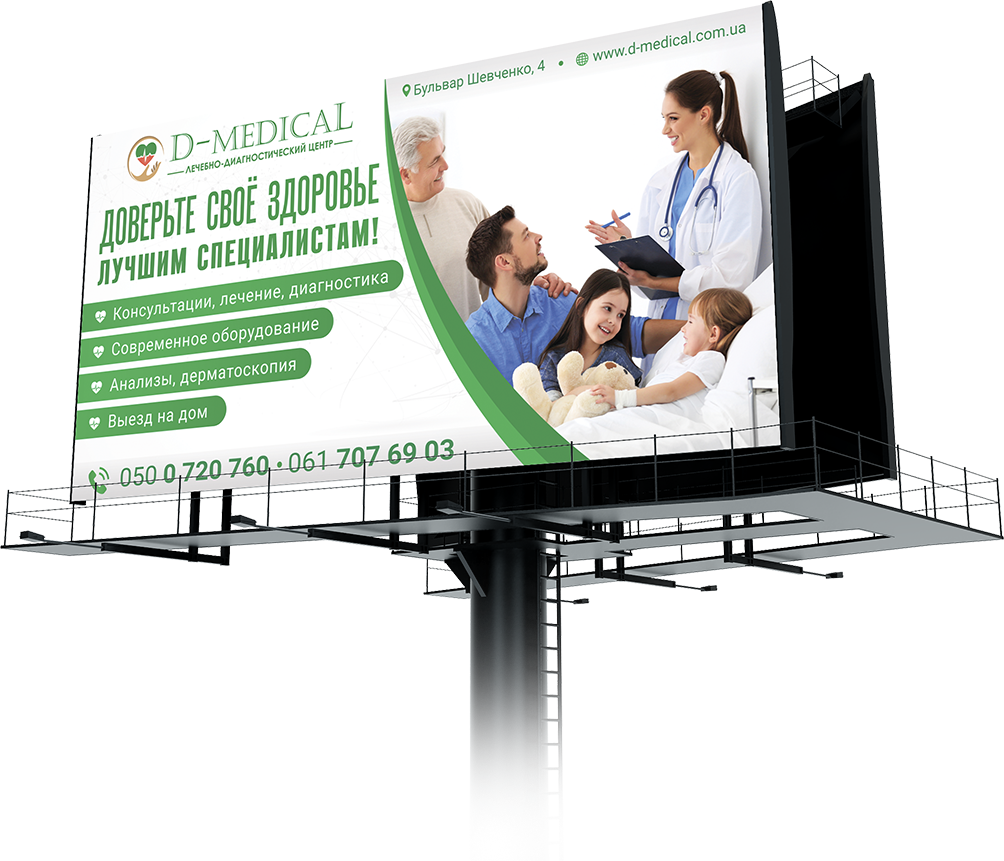 Бульвар Шевченко, 4 • www.d-medical.com.ua
D-MEDICAL
ЛЕЧЕБНО-ДИАГНОСТИЧЕСКИЙ ЦЕНТР
ДОВЕРЬТЕ СВОЁ ЗДОРОВЬЕ
ЛУЧШИМ СПЕЦИАЛИСТАМ!
Консультации, лечение, диагностика
Современное оборудование
Анализы, дерматоскопия
Выезд на дом
050 0 720 760 • 061 707 69 03